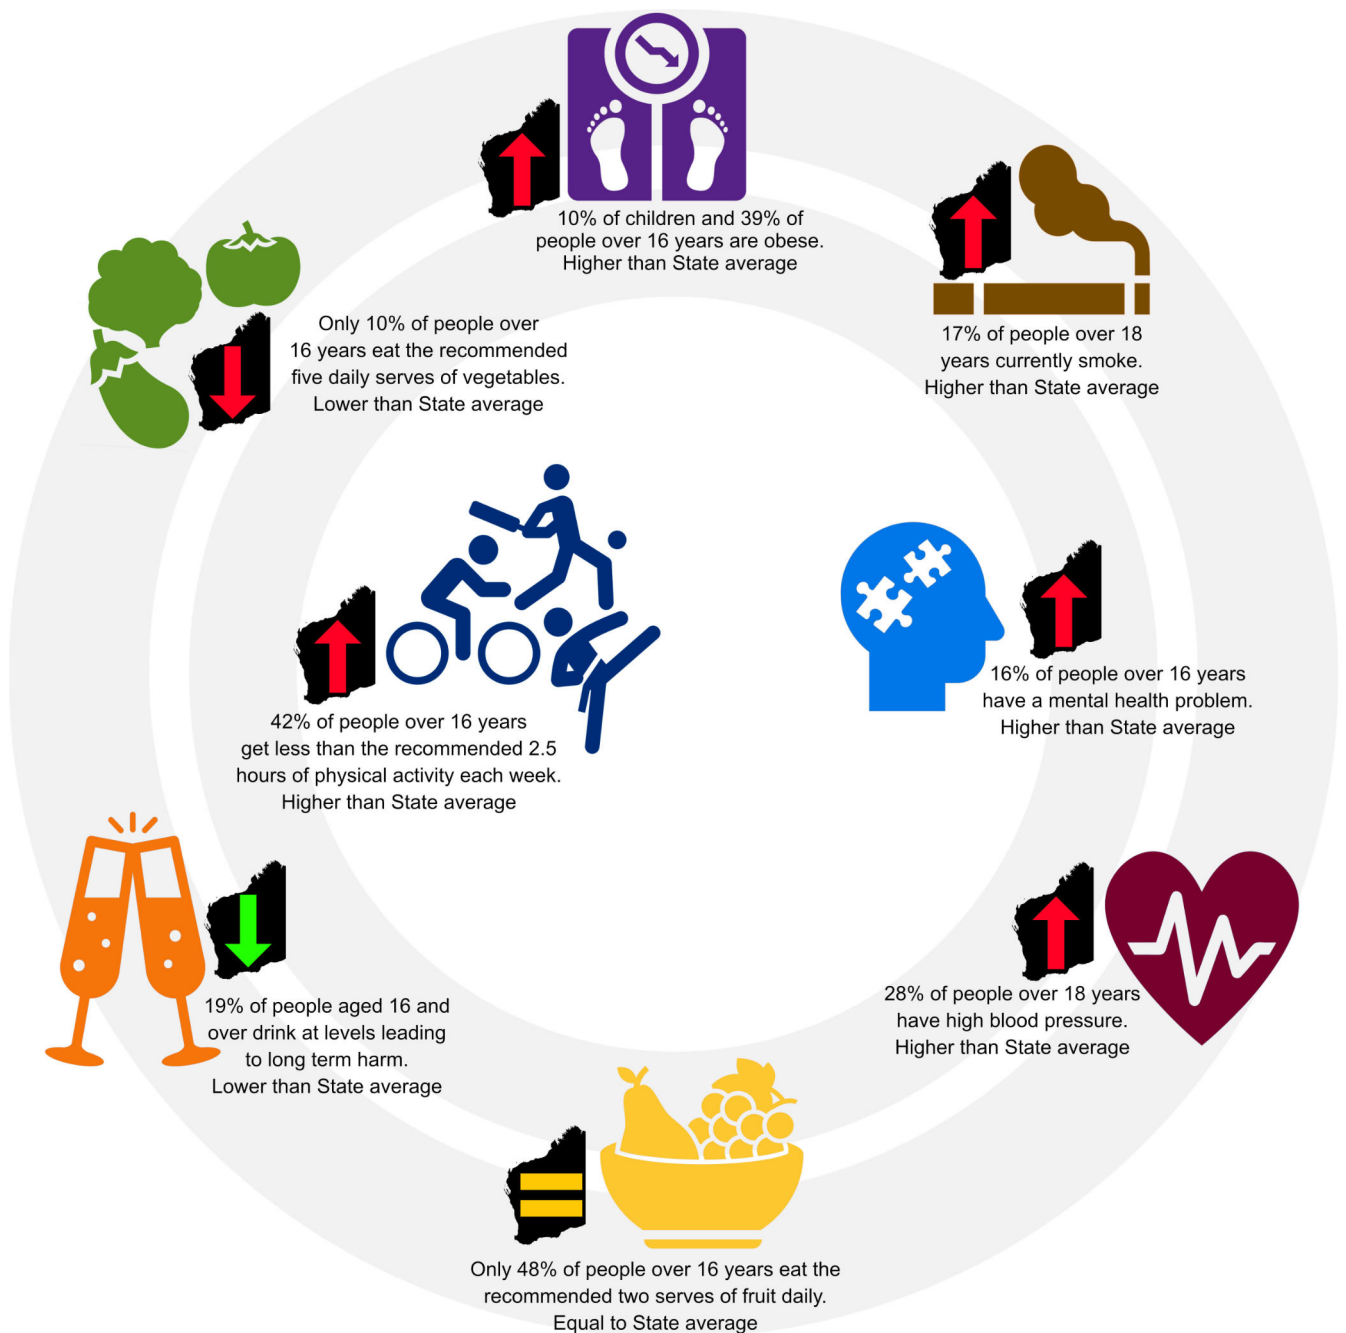 10% of children and 39% of
people over 16 years are obese.
Higher than State average
17% of people over 18
years currently smoke.
Higher than State average
Only 10% of people over
16 years eat the recommended
five daily serves of vegetables.
Lower than State average
16% of people over 16 years
have a mental health problem.
Higher than State average
42% of people over 16 years
get less than the recommended 2.5
hours of physical activity each week.
Higher than State average
28% of people over 18 years
have high blood pressure.
Higher than State average
19% of people aged 16 and
over drink at levels leading
to long term harm.
Lower than State average
Only 48% of people over 16 years eat the
recommended two serves of fruit daily.
Equal to State average